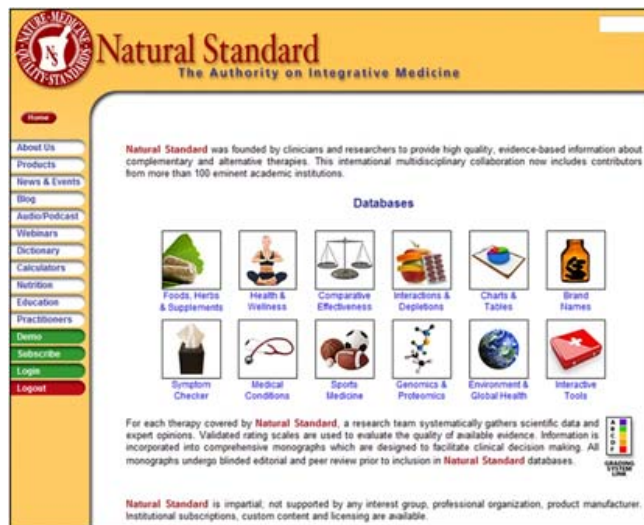 NATURE·MEDICINE
QUALITY·STANDARDS
NS
Natural Standard
The Authority on Integrative Medicine
Home
About Us
Products
News & Events
Blog
Audio/Podcast
Webinars
Dictionary
Calculators
Nutrition
Education
Practitioners
Demo
Subscribe
Login
Logout
Natural Standard was founded by clinicians and researchers to provide high quality, evidence-based information about
complementary and alternative therapies. This international multidisciplinary collaboration now includes contributors
from more than 100 eminent academic institutions.
Databases
Foods, Herbs
& Supplements
Health &
Wellness
Comparative
Effectiveness
Interactions &
Depletions
Charts &
Tables
Brand
Names
Symptom
Checker
Medical
Conditions
Sports
Medicine
Genomics &
Proteomics
Environment &
Global Health
Interactive
Tools
For each therapy covered by Natural Standard, a research team systematically gathers scientific data and
expert opinions. Validated rating scales are used to evaluate the quality of available evidence. Information is
incorporated into comprehensive monographs which are designed to facilitate clinical decision making. All
monographs undergo blinded editorial and peer review prior to inclusion in Natural Standard databases.
A
B
C
D
F
GRADING
SYSTEM
LINK
Natural Standard is impartial; not supported by any interest group, professional organization, product manufacturer.
Institutional subscriptions, custom content and licensing are available.